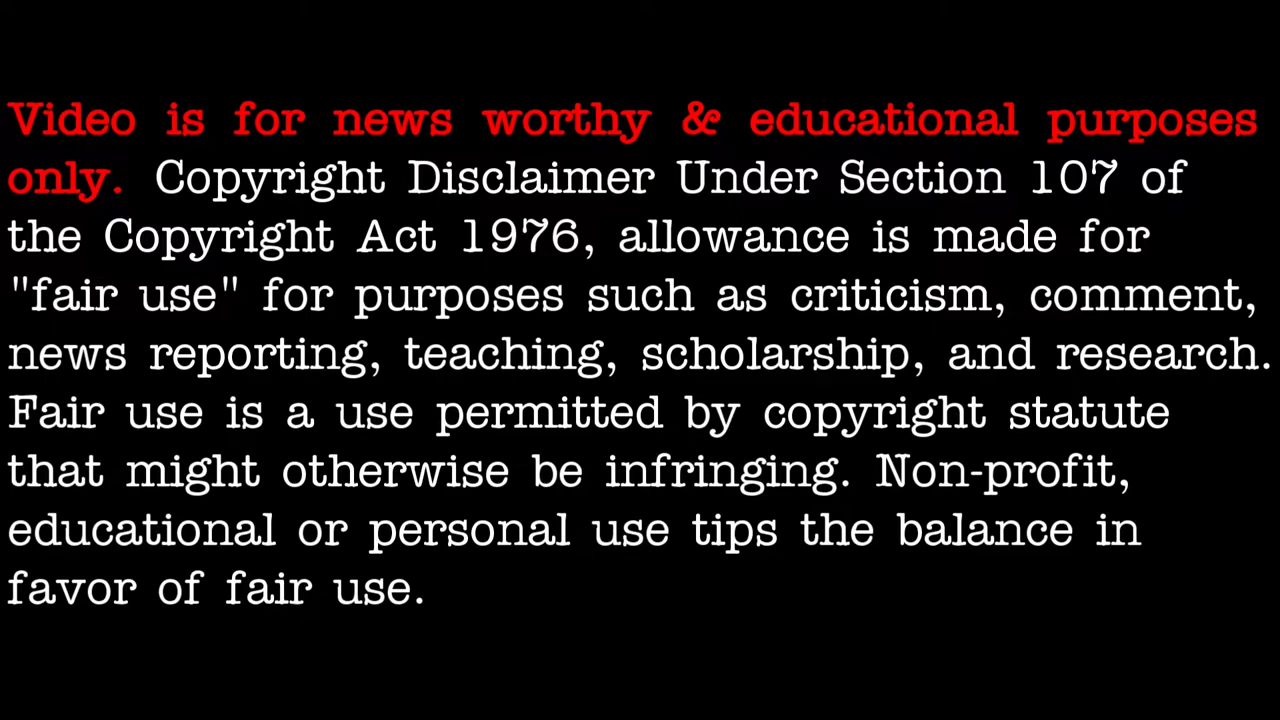 Video is for news worthy & educational purposes
only. Copyright Disclaimer Under Section 107 of
the Copyright Act 1976, allowance is made for
"fair use" for purposes such as criticism, comment,
news reporting, teaching, scholarship, and research.
Fair use is a use permitted by copyright statute
that might otherwise be infringing. Non-profit,
educational or personal use tips the balance in
favor of fair use.